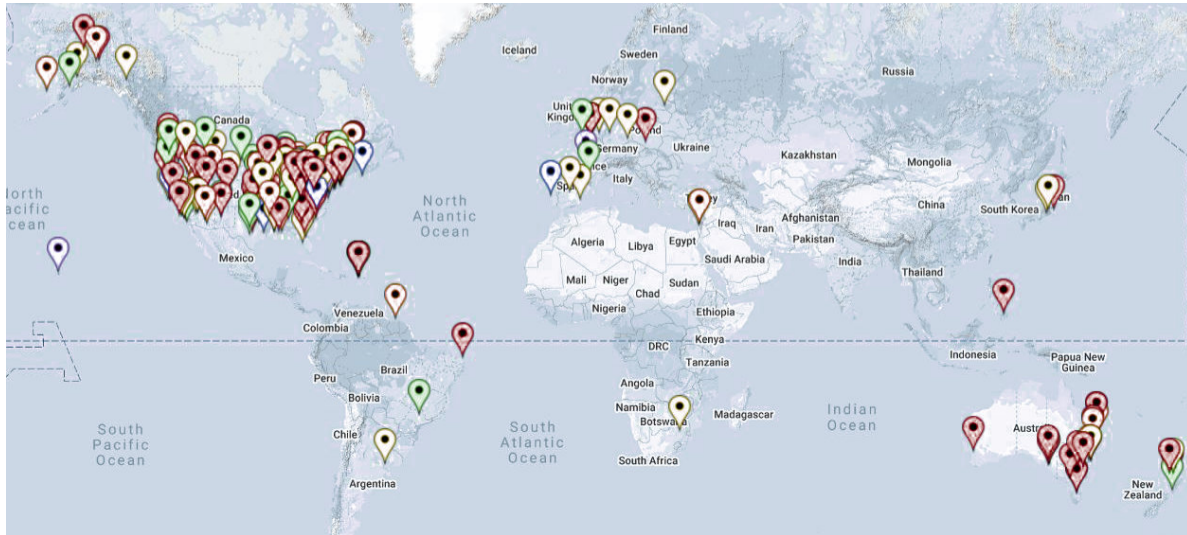 Finland
Iceland
Sweden
Russia
Norway
Canada
Ukraine
Germany
Kazakhstan
Mongolia
Italy
North
Atlantic
Ocean
China
South Korea
Iraq
Iran
Afghanistan
Pakistan
Mexico
Algeria
Libya
Egypt
Saudi Arabia
India
Thailand
Mali
Niger
Chad
Sudan
Nigeria
Ethiopia
Venezuela
Colombia
Kenya
DRC
Indonesia
Papua New
Guinea
Tanzania
Peru
Brazil
Bolivia
Angola
Namibia
Botswana
Madagascar
Indian
Ocean
South
Pacific
Ocean
Chile
South
Atlantic
Ocean
South Africa
Argentina
New
Zealand